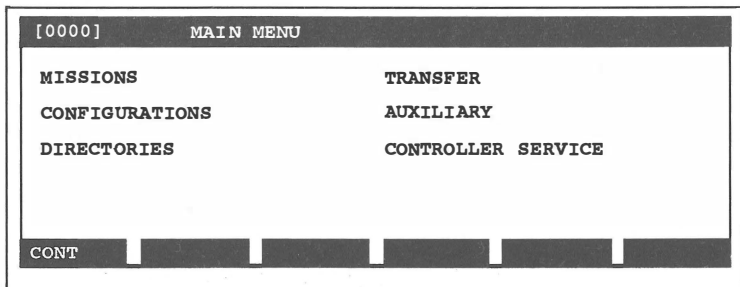 [0000] MAIN MENU
MISSIONS TRANSFER
CONFIGURATIONS AUXILIARY
DIRECTORIES CONTROLLER SERVICE
CONT